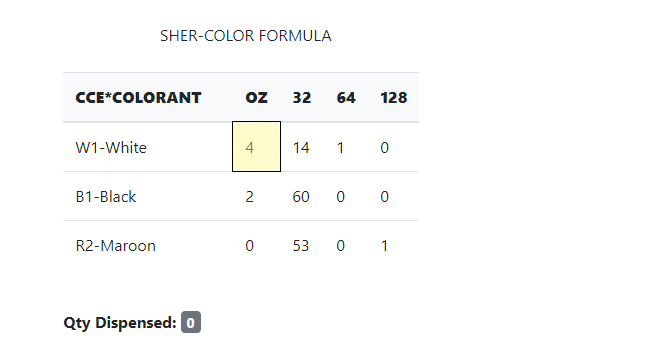 SHER-COLOR FORMULA
CCE*COLORANT OZ 32 64 128
W1-White 4 14 1 0
B1-Black 2 60 0 0
R2-Maroon 0 53 0 1
Qty Dispensed: 0